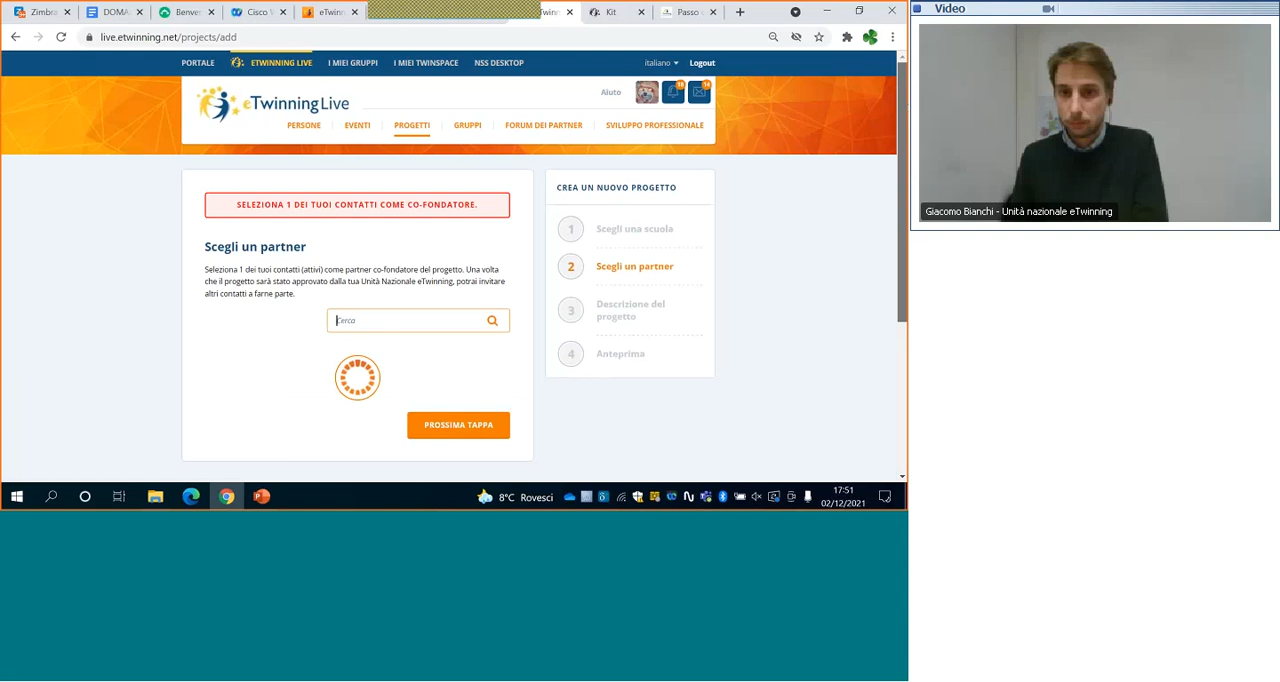 Zimbra
DOMA
Benve
Cisco W
eTwinn
Twinn
Kit
Passo
live.etwinning.net/projects/add
PORTALE
ETWINNING LIVE
I MIEI GRUPPI
I MIEI TWINSPACE
NSS DESKTOP
italiano
Logout
eTwinning Live
Aiuto
PERSONE
EVENTI
PROGETTI
GRUPPI
FORUM DEI PARTNER
SVILUPPO PROFESSIONALE
SELEZIONA 1 DEI TUOI CONTATTI COME CO-FONDATORE.
Scegli un partner
Seleziona 1 dei tuoi contatti (attivi) come partner co-fondatore del progetto. Una volta
che il progetto sarà stato approvato dalla tua Unità Nazionale eTwinning, potrai invitare
altri contatti a farne parte.
Cerca
PROSSIMA TAPPA
CREA UN NUOVO PROGETTO
1
Scegli una scuola
2
Scegli un partner
3
Descrizione del
progetto
4
Anteprima
8°C Rovesci
17:51
02/12/2021
Video
Giacomo Bianchi - Unità nazionale eTwinning